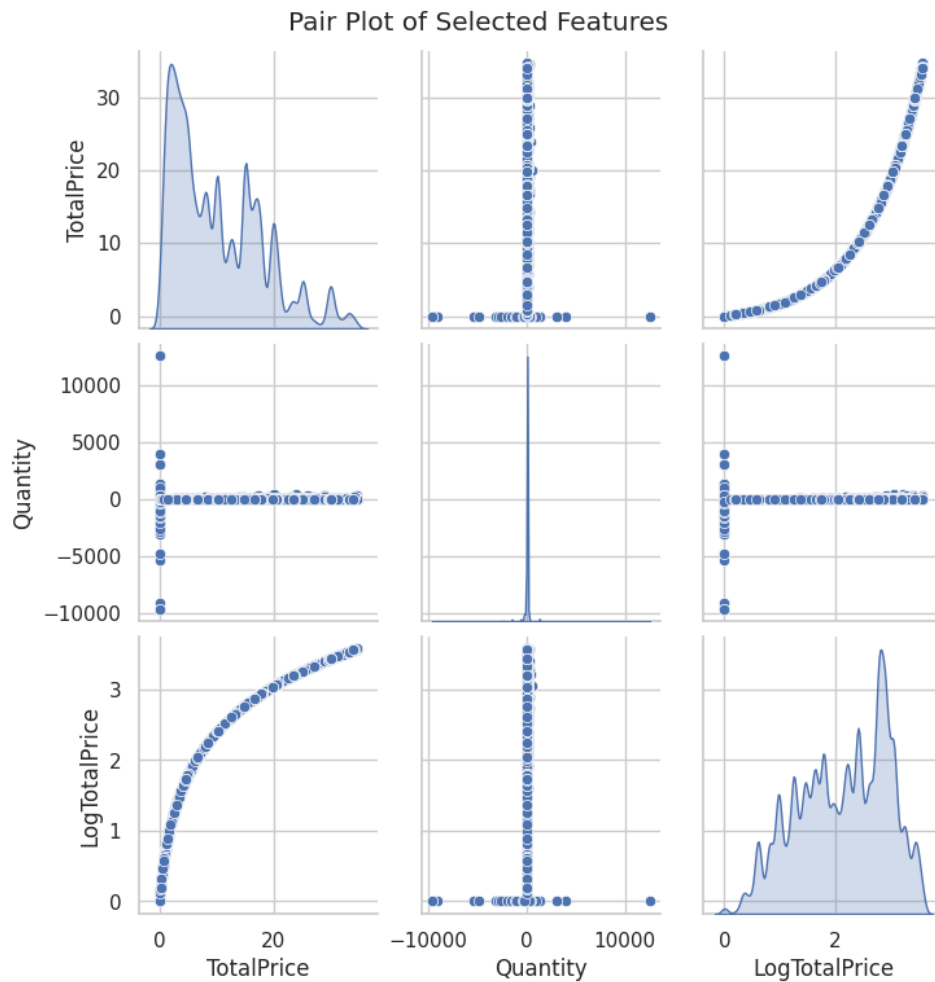 Pair Plot of Selected Features
30
20
10
0
TotalPrice
10000
5000
0
−5000
−10000
Quantity
3
2
1
0
LogTotalPrice
0 20
−10000 0 10000
0 2
TotalPrice
Quantity
LogTotalPrice